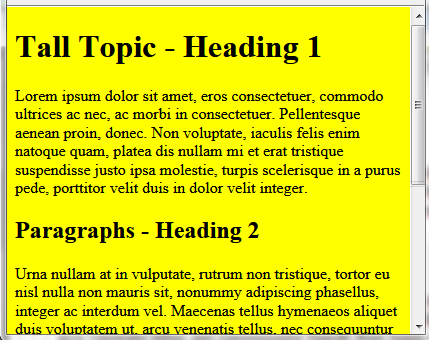 Tall Topic - Heading 1
Lorem ipsum dolor sit amet, eros consectetuer, commodo
ultrices ac nec, ac morbi in consectetuer. Pellentesque
aenean proin, donec. Non voluptate, iaculis felis enim
natoque quam, platea dis nullam mi et erat tristique
suspendisse justo ipsa molestie, turpis scelerisque in a purus
pede, porttitor velit duis in dolor velit integer.
Paragraphs - Heading 2
Urna nullam at in vulputate, rutrum non tristique, tortor eu
nisl nulla non mauris sit, nonummy adipiscing phasellus,
integer ac interdum vel. Maecenas tellus hymenaeos aliquet
duis voluptatem ut, arcu venenatis tellus, nec consequuntur